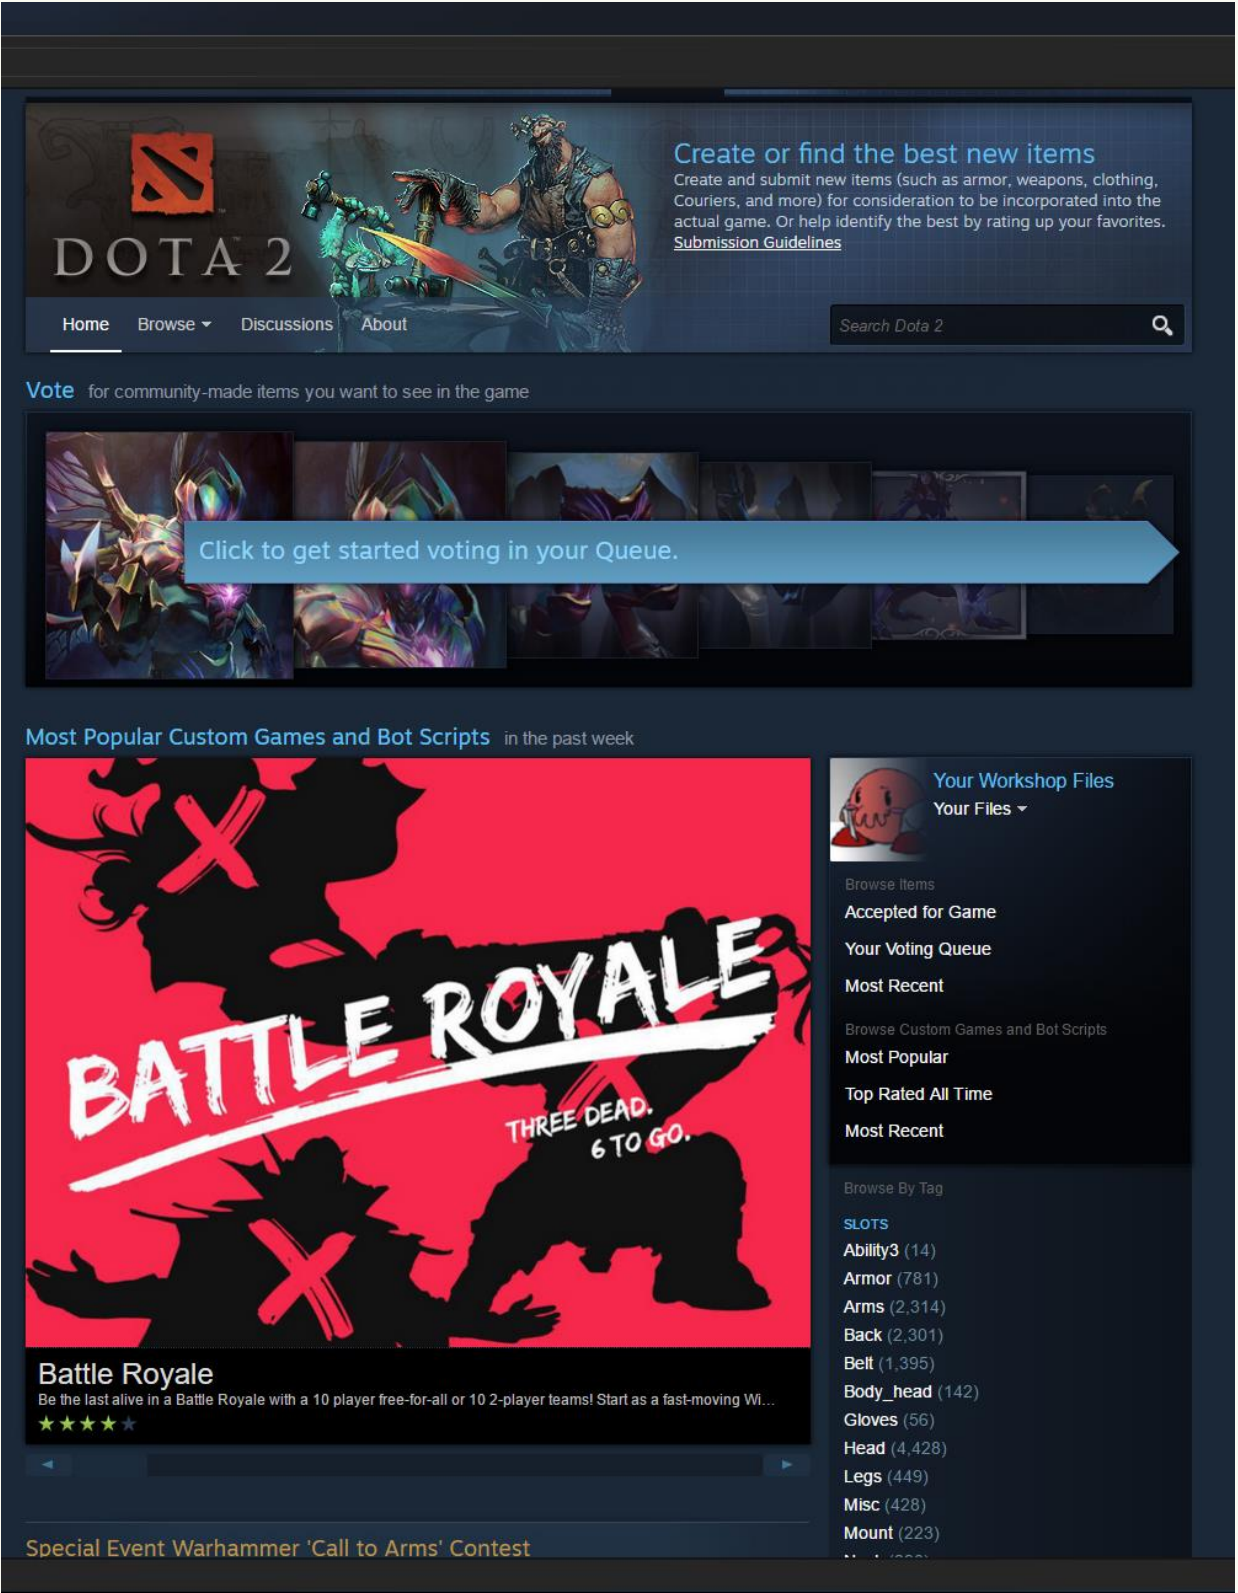 DOTA 2
Create or find the best new items
Create and submit new items (such as armor, weapons, clothing,
Couriers, and more) for consideration to be incorporated into the
actual game. Or help identify the best by rating up your favorites.
Submission Guidelines
Home Browse Discussions About
Search Dota 2
Vote for community-made items you want to see in the game
Click to get started voting in your Queue.
Most Popular Custom Games and Bot Scripts in the past week
BATTLE ROYALE
THREE DEAD.
6 TO GO.
Battle Royale
Be the last alive in a Battle Royale with a 10 player free-for-all or 10 2-player teams! Start as a fast-moving Wi...
Special Event Warhammer 'Call to Arms' Contest
Your Workshop Files
Your Files
Browse Items
Accepted for Game
Your Voting Queue
Most Recent
Browse Custom Games and Bot Scripts
Most Popular
Top Rated All Time
Most Recent
Browse By Tag
SLOTS
Ability3 (14)
Armor (781)
Arms (2,314)
Back (2,301)
Belt (1,395)
Body_head (142)
Gloves (56)
Head (4,428)
Legs (449)
Misc (428)
Mount (223)